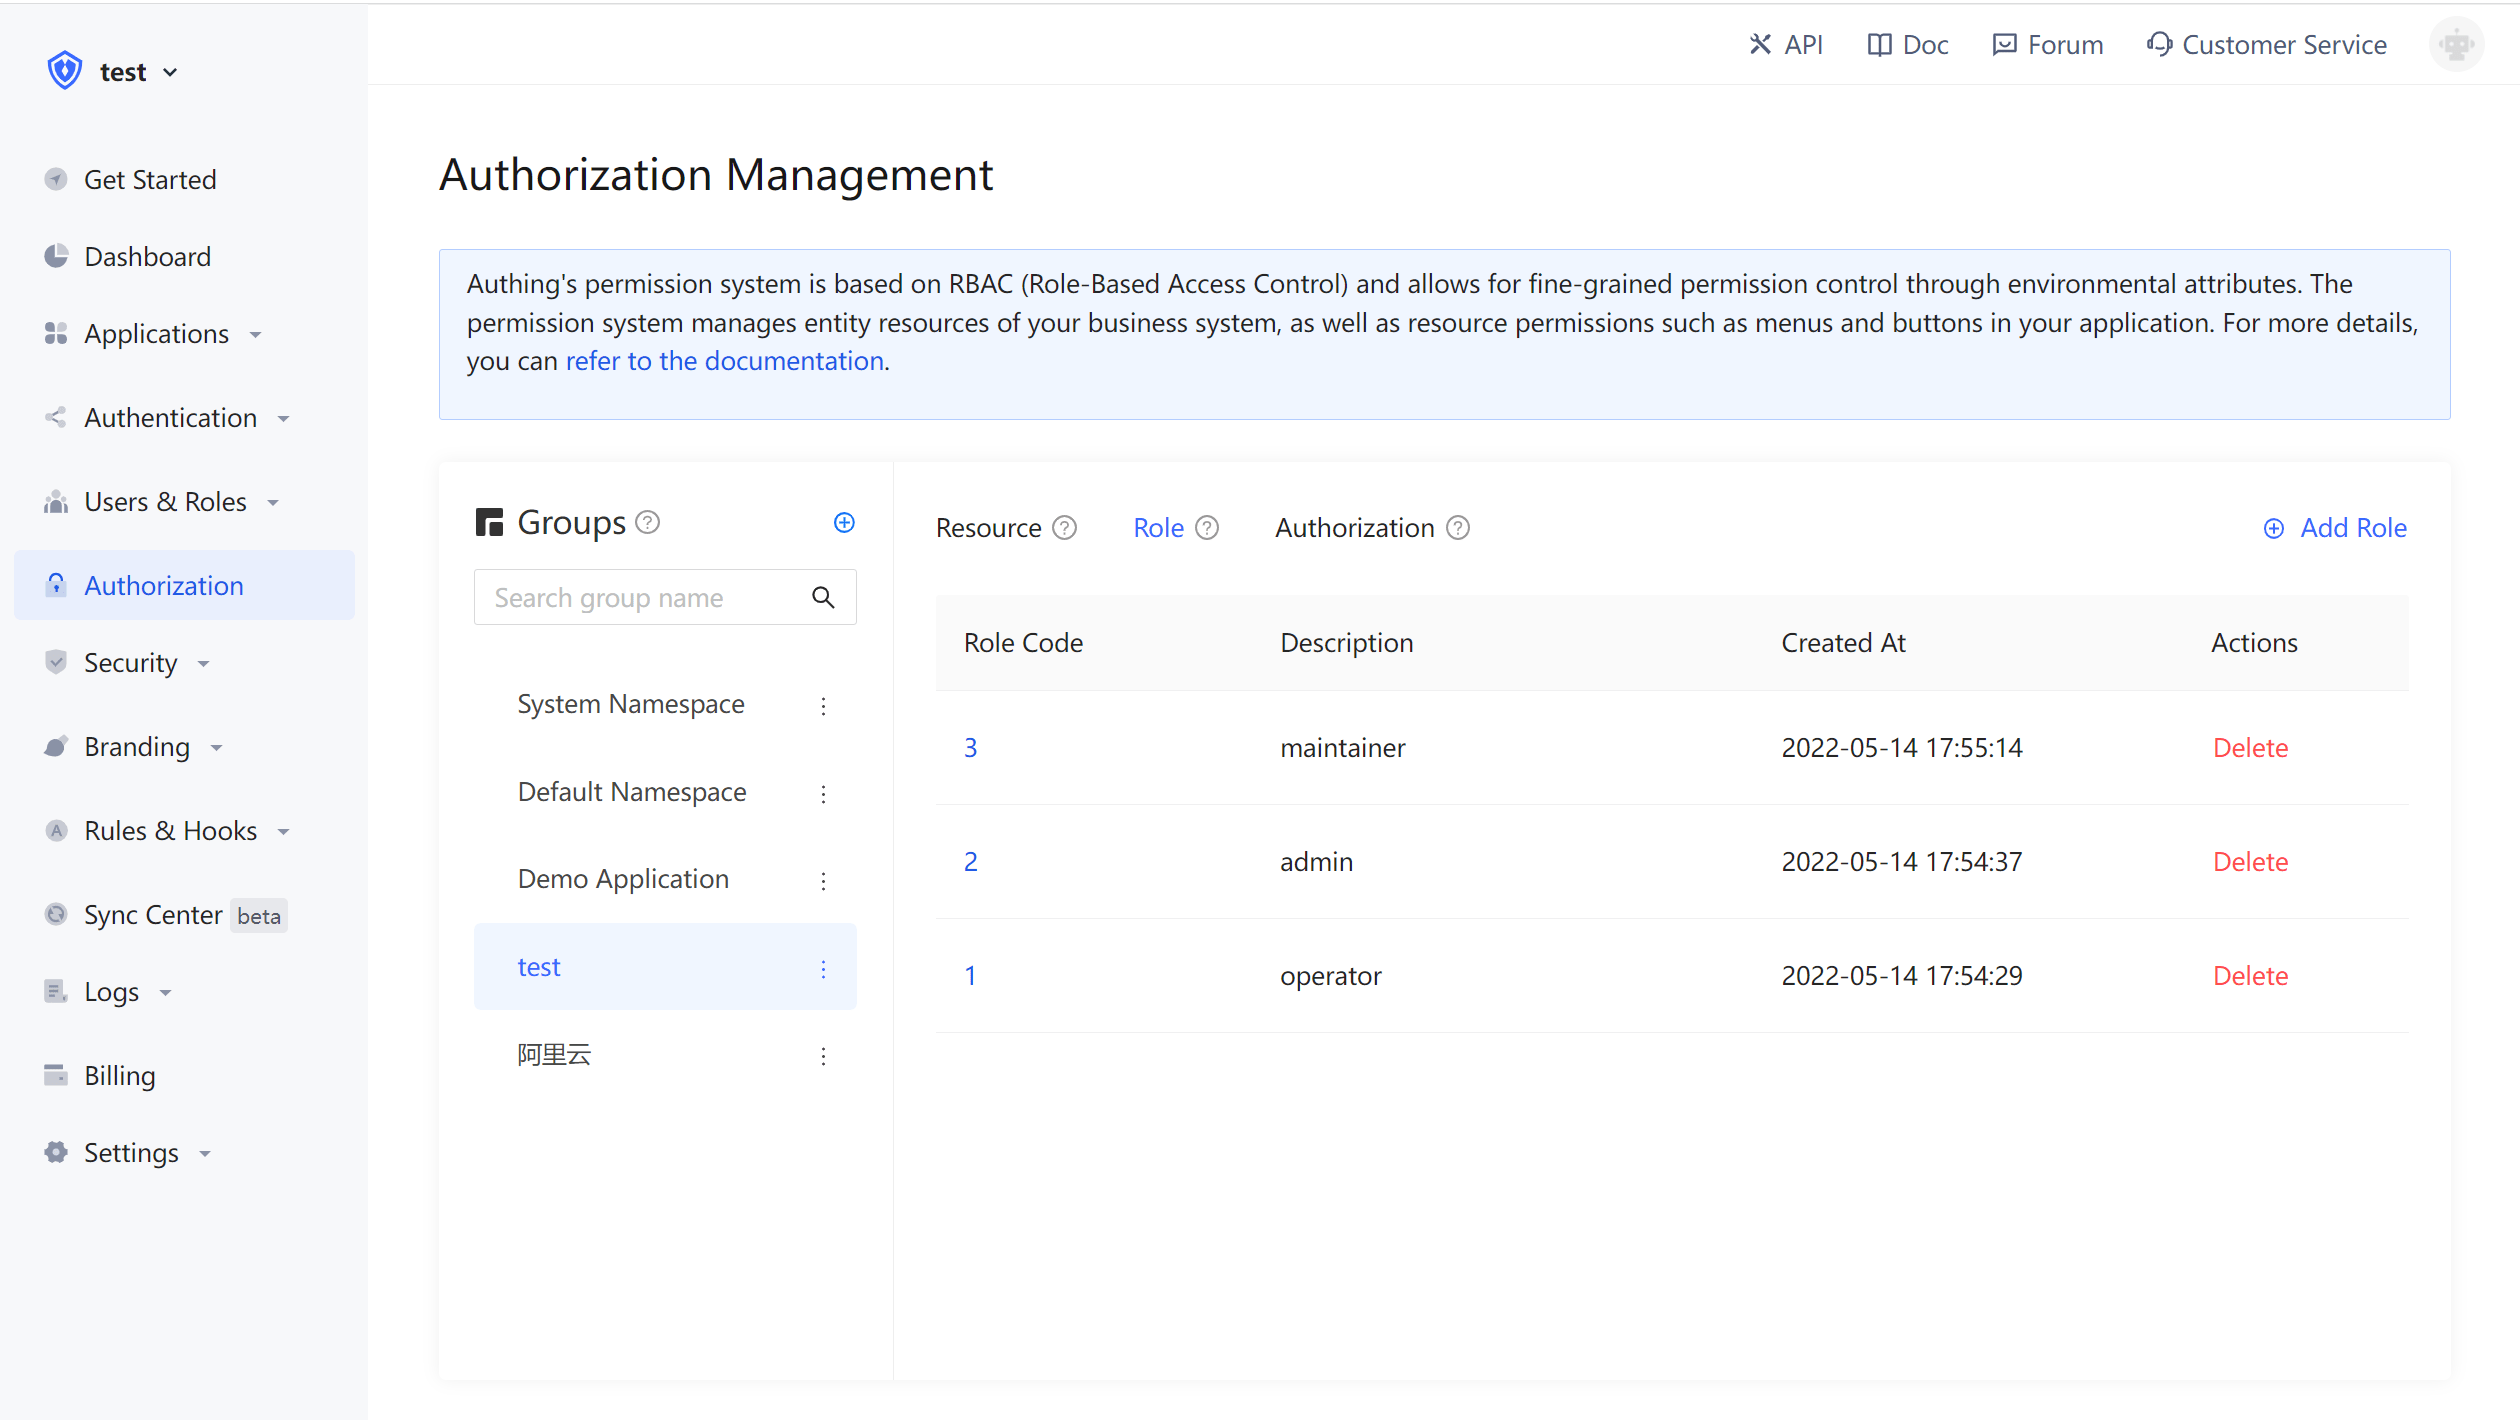 test
API
Doc
Forum
Customer Service
Get Started
Dashboard
Applications
Authentication
Users & Roles
Authorization
Security
Branding
Rules & Hooks
Sync Center beta
Logs
Billing
Settings
Authorization Management
Authing's permission system is based on RBAC (Role-Based Access Control) and allows for fine-grained permission control through environmental attributes. The
permission system manages entity resources of your business system, as well as resource permissions such as menus and buttons in your application. For more details,
you can refer to the documentation.
Groups
Search group name
System Namespace
Default Namespace
Demo Application
test
阿里云
Resource Role Authorization
Add Role
Role Code Description Created At Actions
3 maintainer 2022-05-14 17:55:14 Delete
2 admin 2022-05-14 17:54:37 Delete
1 operator 2022-05-14 17:54:29 Delete